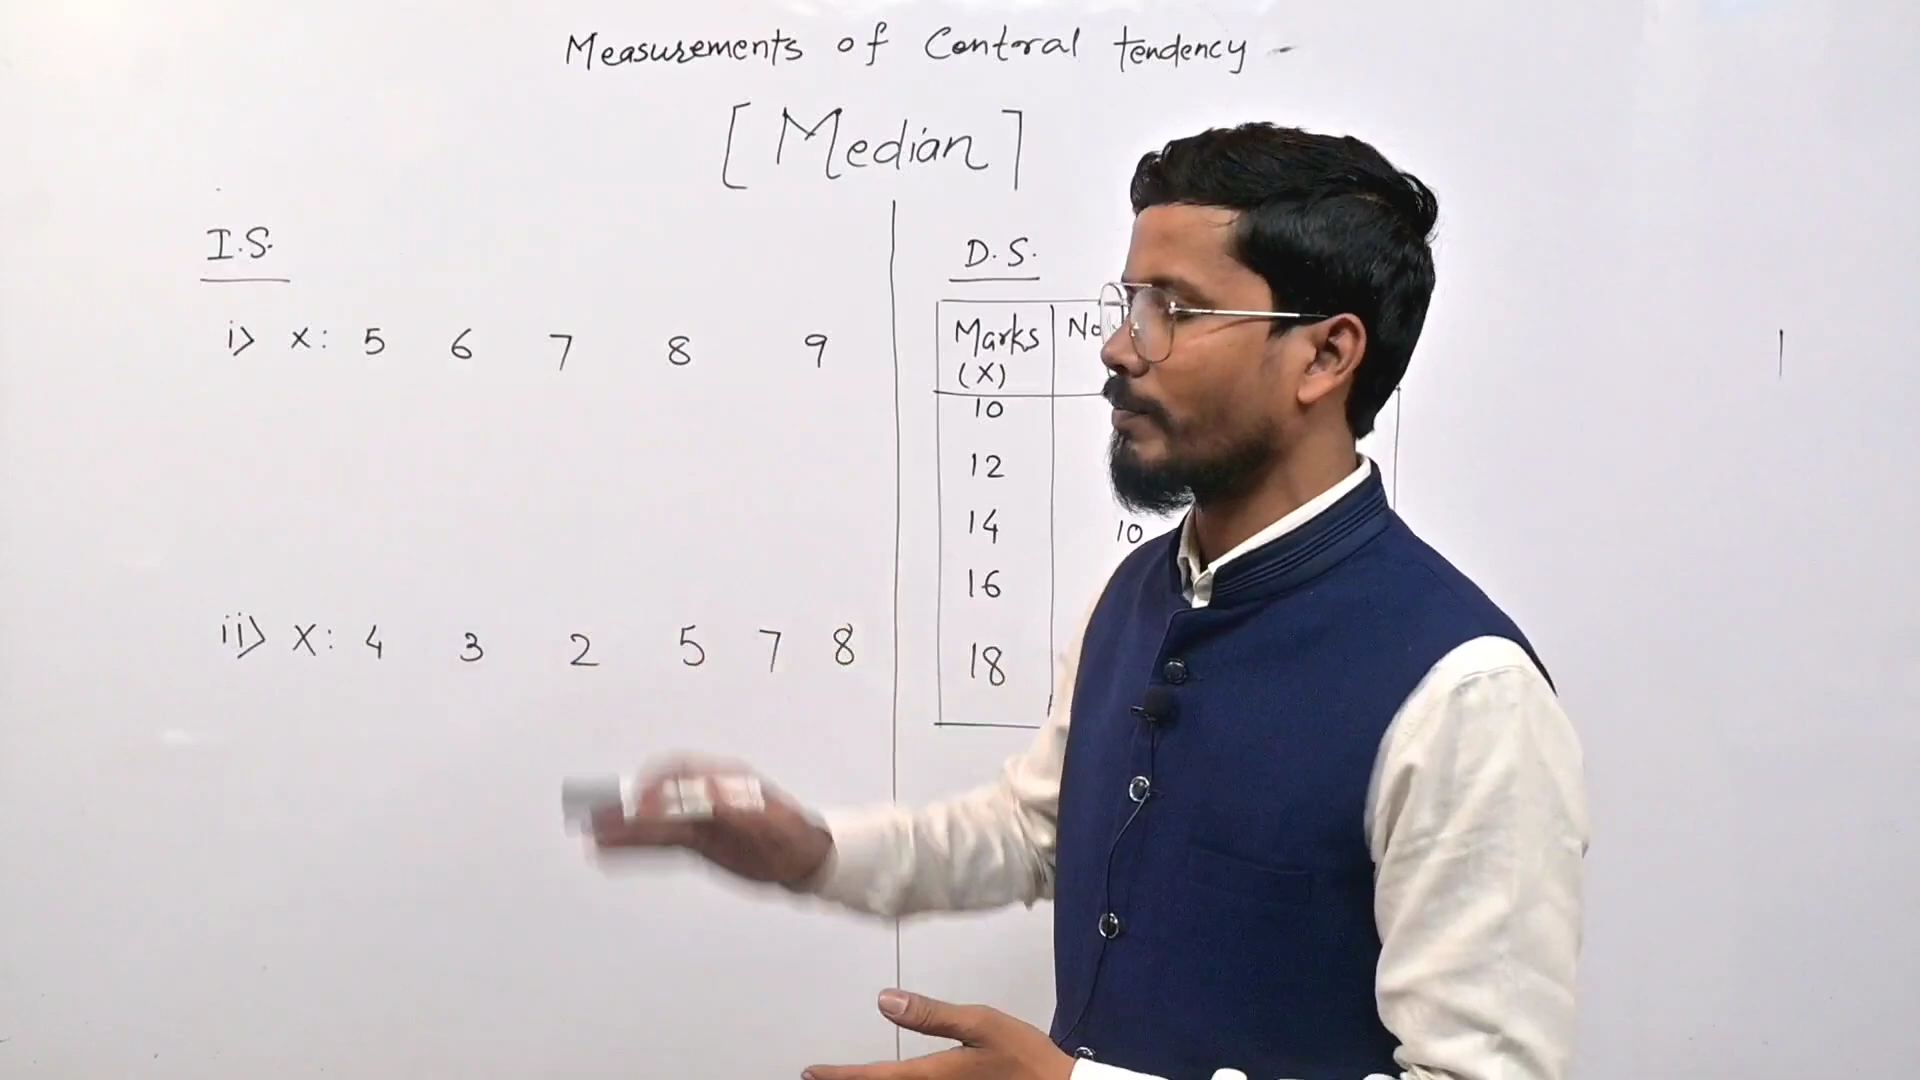 Measurements of Contoral tendency -
[Median]
I.S.
i) X: 5 6 7 8 9
ii) X: 4 3 2 5 7 8
D.S.
Marks
(X)
10
12
14 10
16
18